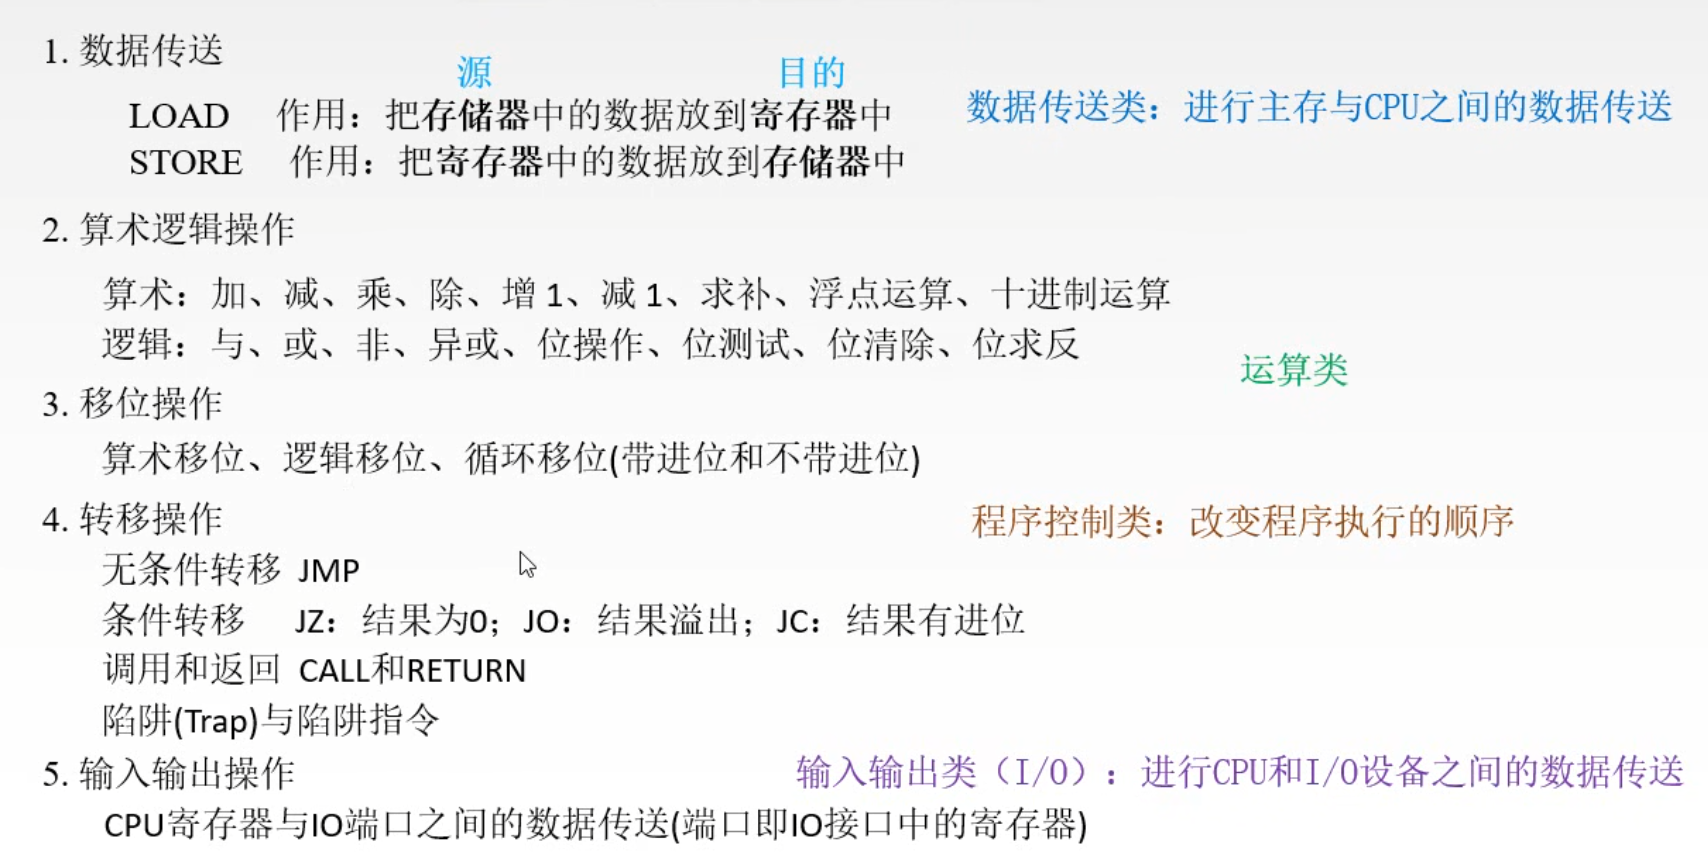 1. 数据传送
源 目的
LOAD 作用：把存储器中的数据放到寄存器中
数据传送类：进行主存与CPU之间的数据传送
STORE 作用：把寄存器中的数据放到存储器中
2. 算术逻辑操作
算术：加、减、乘、除、增 1、减 1、求补、浮点运算、十进制运算
逻辑：与、或、非、异或、位操作、位测试、位清除、位求反
运算类
3. 移位操作
算术移位、逻辑移位、循环移位(带进位和不带进位)
4. 转移操作
程序控制类：改变程序执行的顺序
无条件转移 JMP
条件转移 JZ：结果为0；JO：结果溢出；JC：结果有进位
调用和返回 CALL和RETURN
陷阱(Trap)与陷阱指令
5. 输入输出操作
输入输出类（I/O）：进行CPU和I/O设备之间的数据传送
CPU寄存器与IO端口之间的数据传送(端口即IO接口中的寄存器)